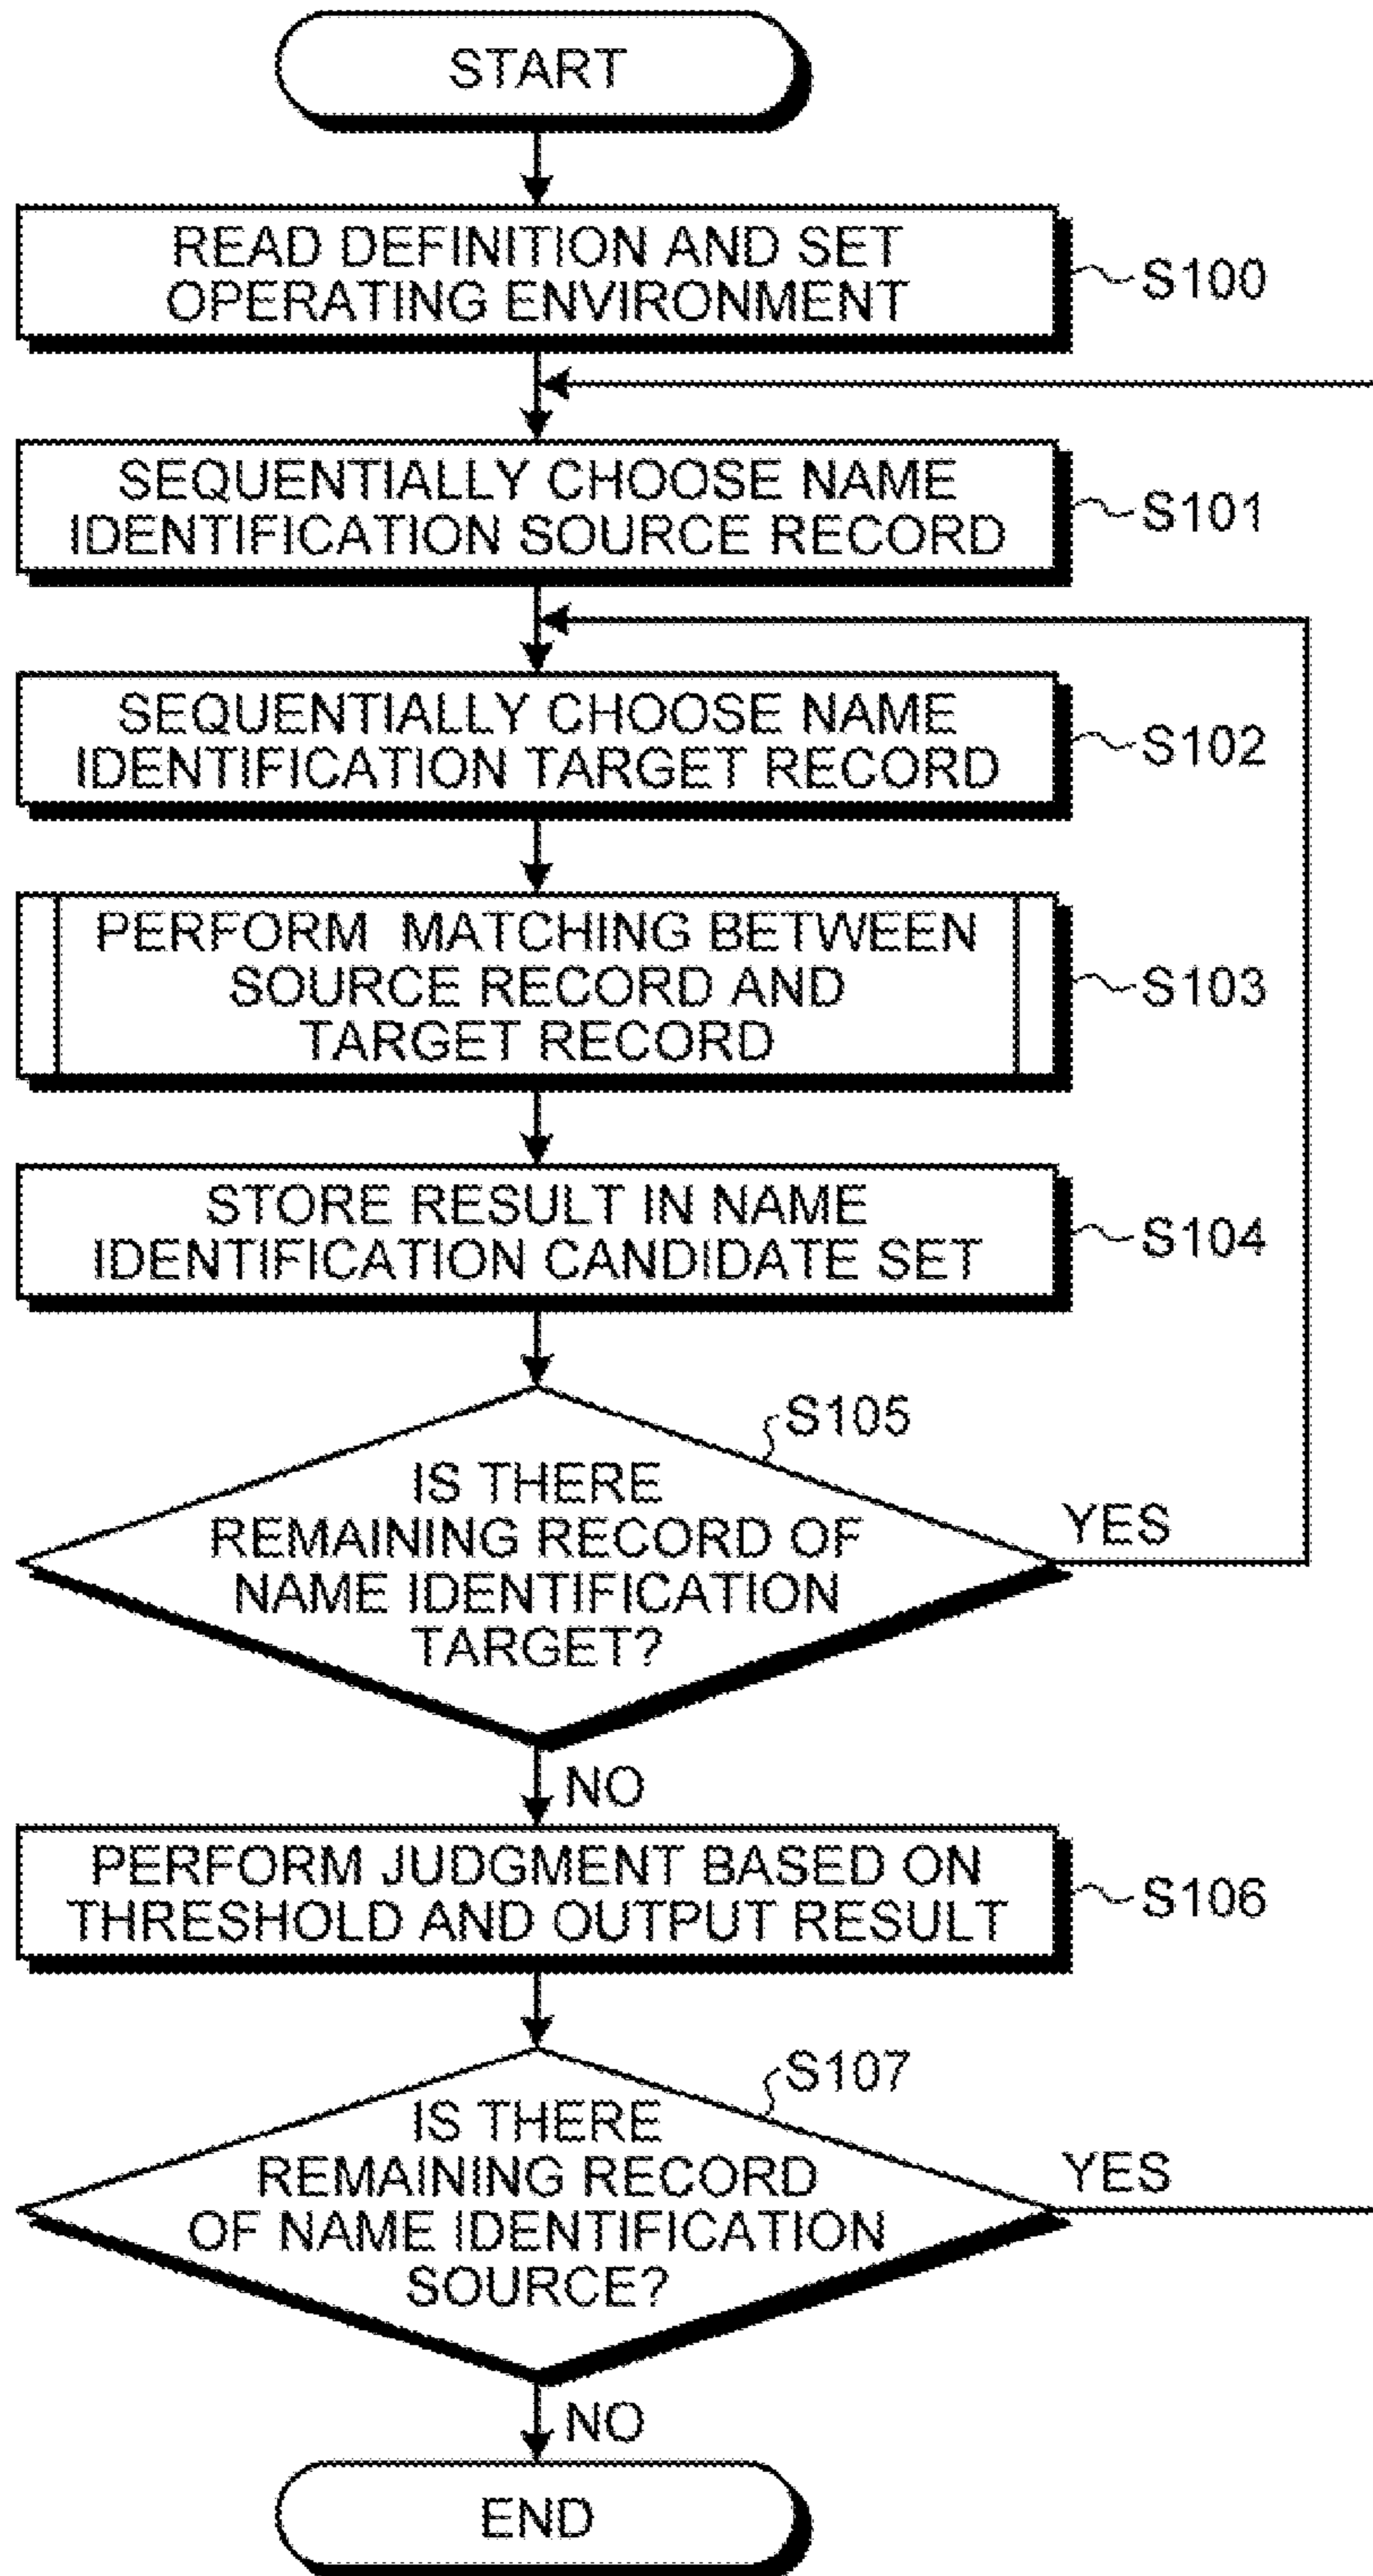 START
READ DEFINITION AND SET
OPERATING ENVIRONMENT
S100
SEQUENTIALLY CHOOSE NAME
IDENTIFICATION SOURCE RECORD
S101
SEQUENTIALLY CHOOSE NAME
IDENTIFICATION TARGET RECORD
S102
PERFORM MATCHING BETWEEN
SOURCE RECORD AND
TARGET RECORD
S103
STORE RESULT IN NAME
IDENTIFICATION CANDIDATE SET
S104
S105
IS THERE
REMAINING RECORD OF
NAME IDENTIFICATION
TARGET?
YES
NO
PERFORM JUDGMENT BASED ON
THRESHOLD AND OUTPUT RESULT
S106
S107
IS THERE
REMAINING RECORD
OF NAME IDENTIFICATION
SOURCE?
YES
NO
END